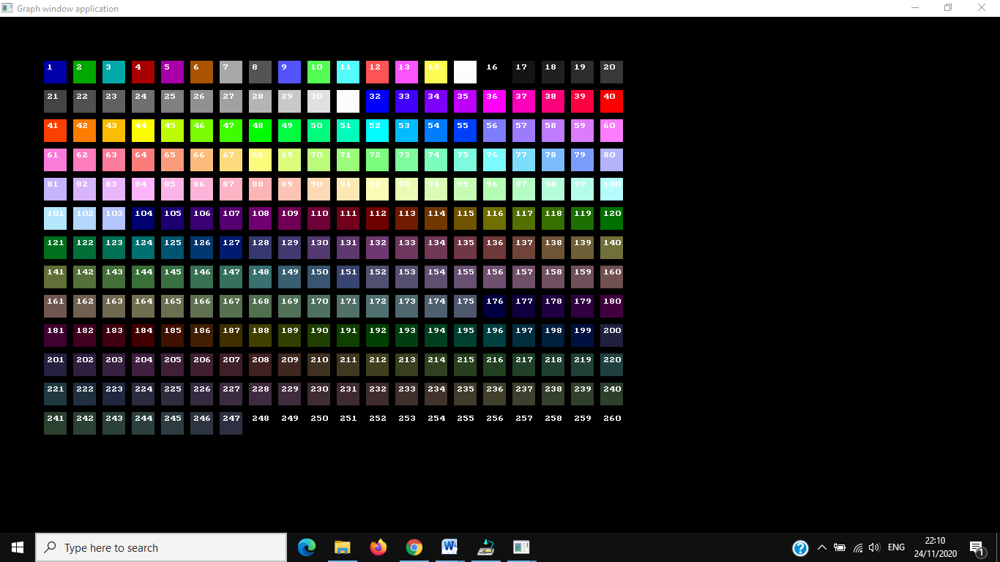 Graph window application
1 2 3 4 5 6 7 8 9 10 11 12 13 14 16 17 18 19 20
21 22 23 24 25 26 27 28 29 30 32 33 34 35 36 37 38 39 40
41 42 43 44 45 46 47 48 49 50 51 52 53 54 55 56 57 58 59 60
61 62 63 64 65 66 67 68 69 70 71 72 73 74 75 76 77 78 79 80
81 82 83 84 85 86 87 88 89 90 91 92 93 94 95 96 97 98 99 100
101 102 103 104 105 106 107 108 109 110 111 112 113 114 115 116 117 118 119 120
121 122 123 124 125 126 127 128 129 130 131 132 133 134 135 136 137 138 139 140
141 142 143 144 145 146 147 148 149 150 151 152 153 154 155 156 157 158 159 160
161 162 163 164 165 166 167 168 169 170 171 172 173 174 175 176 177 178 179 180
181 182 183 184 185 186 187 188 189 190 191 192 193 194 195 196 197 198 199 200
201 202 203 204 205 206 207 208 209 210 211 212 213 214 215 216 217 218 219 220
221 222 223 224 225 226 227 228 229 230 231 232 233 234 235 236 237 238 239 240
241 242 243 244 245 246 247 248 249 250 251 252 253 254 255 256 257 258 259 260
Type here to search
ENG
22:10
24/11/2020
1